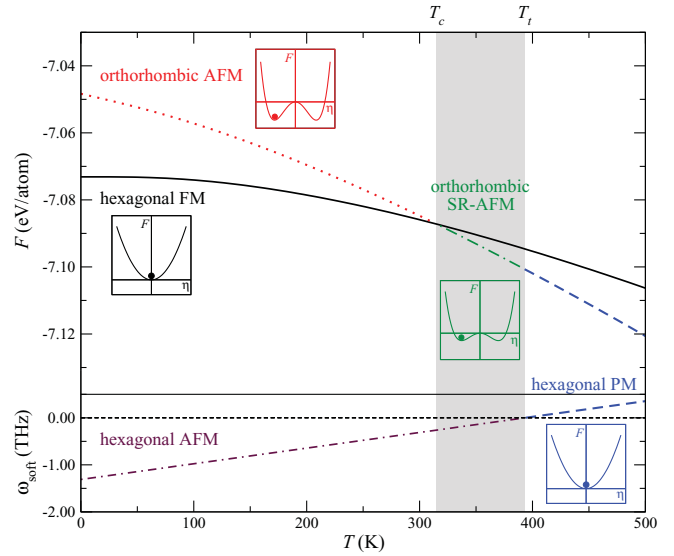 T_c T_t
-7.04
-7.06
-7.08
-7.10
-7.12
F (eV/atom)
orthorhombic AFM
F
η
hexagonal FM
F
η
orthorhombic
SR-AFM
F
η
hexagonal PM
0.00
-1.00
-2.00
ω_soft (THz)
hexagonal AFM
F
η
0 100 200 300 400 500
T (K)